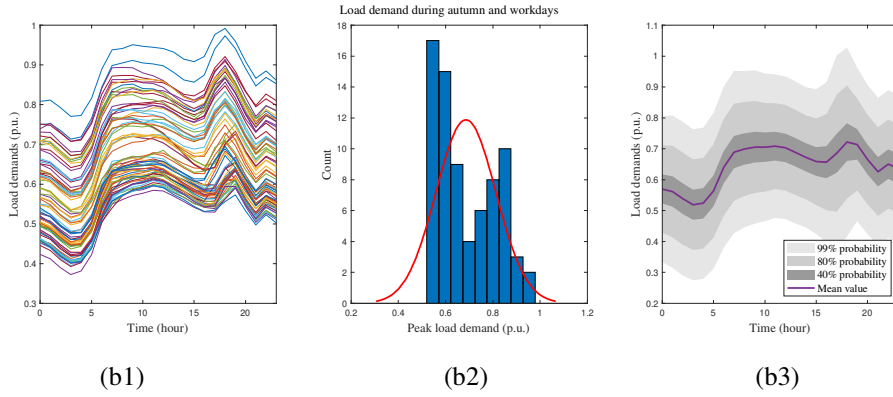 Load demand during autumn and workdays
1
0.9
0.8
0.7
0.6
0.5
0.4
0.3
0 5 10 15 20
Load demands (p.u.)
Time (hour)
(b1)
18
16
14
12
10
8
6
4
2
0
0.2 0.4 0.6 0.8 1 1.2
Count
Peak load demand (p.u.)
(b2)
1.1
1
0.9
0.8
0.7
0.6
0.5
0.4
0.3
0.2
0 5 10 15 20
Load demands (p.u.)
Time (hour)
99% probability
80% probability
40% probability
Mean value
(b3)